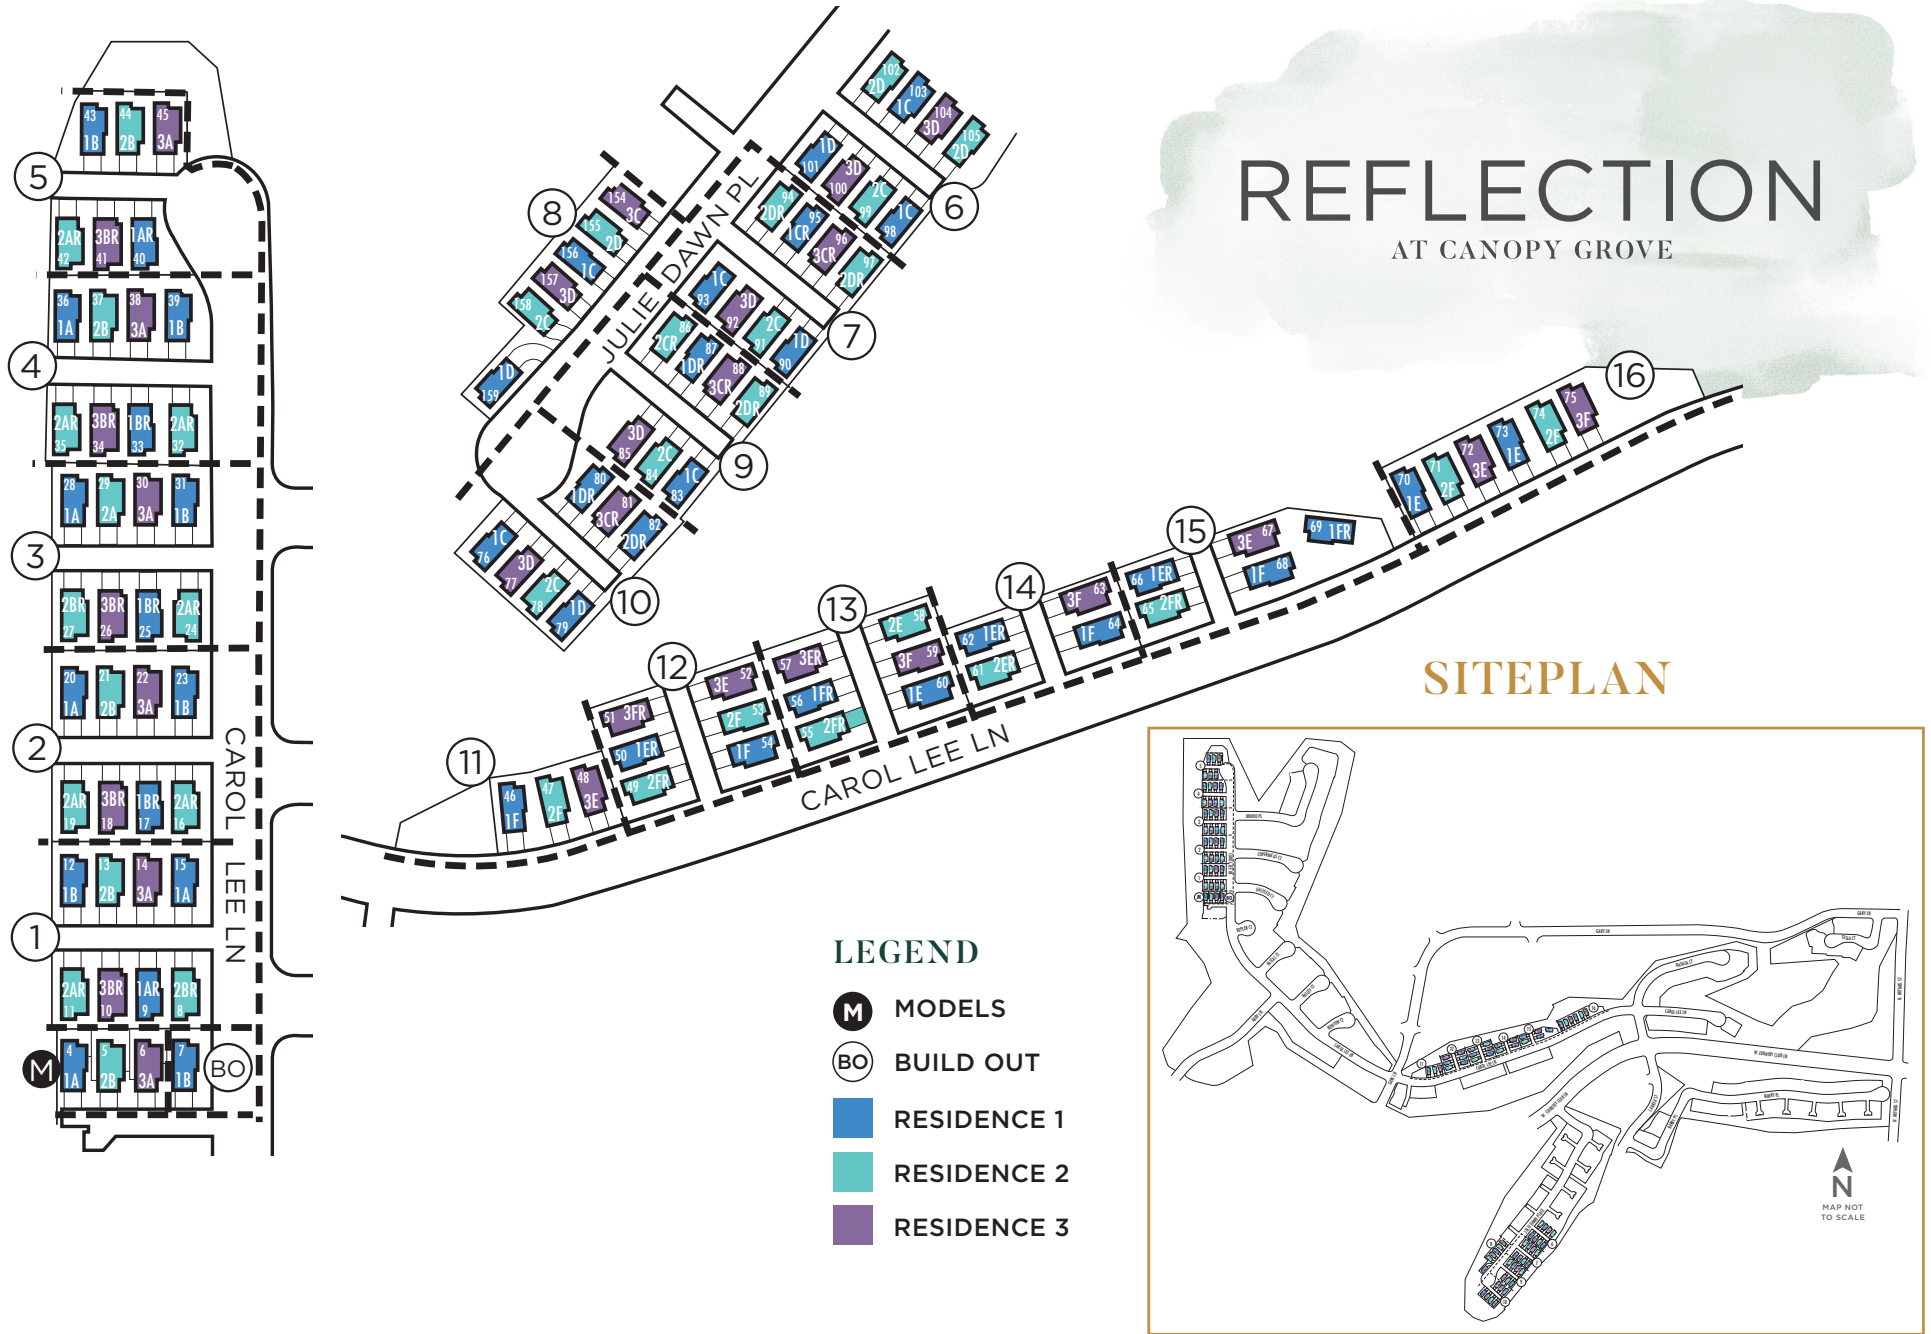 REFLECTION
AT CANOPY GROVE
SITEPLAN
5
43 1B
44 2B
45 3A
2AR 42
3BR 41
1AR 40
36 1A
37 2B
38 3A
39 1B
4
2AR 35
3BR 34
1BR 33
2AR 32
28 1A
29 2A
30 3A
31 1B
3
2BR 27
3BR 26
1BR 25
2AR 24
20 1A
21 2B
22 3A
23 1B
2
2AR 19
3BR 18
1BR 17
2AR 16
12 1B
13 2B
14 3A
15 1A
1
2AR 11
3BR 10
1AR 9
2BR 8
M
4 1A
5 2B
6 3A
7 1B
BO
CAROL LEE LN
102 2D
103 1C
104 3D
105 2D
6
1D 101
3D 100
2C 99
1C 98
94 2DR
95 1CR
96 3CR
97 2DR
7
1C 93
3D 92
2C 91
1D 90
86 2CR
87 1DR
88 3CR
89 2DR
8
154 3C
155 2D
156 1C
157 3D
158 2C
1D 159
JULIE DAWN PL
9
3D 85
2C 84
1C 83
80 1DR
81 3CR
82 2DR
10
1C 76
3D 77
2C 78
1D 79
11
46 1F
47 2F
48 3E
51 3FR
50 1ER
49 2FR
12
3E 52
2F 53
1F 54
57 3ER
56 1FR
55 2FR
13
2E 58
3F 59
1E 60
62 1ER
61 2ER
14
3F 63
1F 64
66 1ER
65 2FR
15
3E 67
1F 68
69 1FR
16
70 1E
71 2F
72 3E
73 1E
74 2F
75 3F
CAROL LEE LN
LEGEND
M MODELS
BO BUILD OUT
RESIDENCE 1
RESIDENCE 2
RESIDENCE 3
GARY LN
GARY LN
CAROL LEE LN
N
MAP NOT
TO SCALE